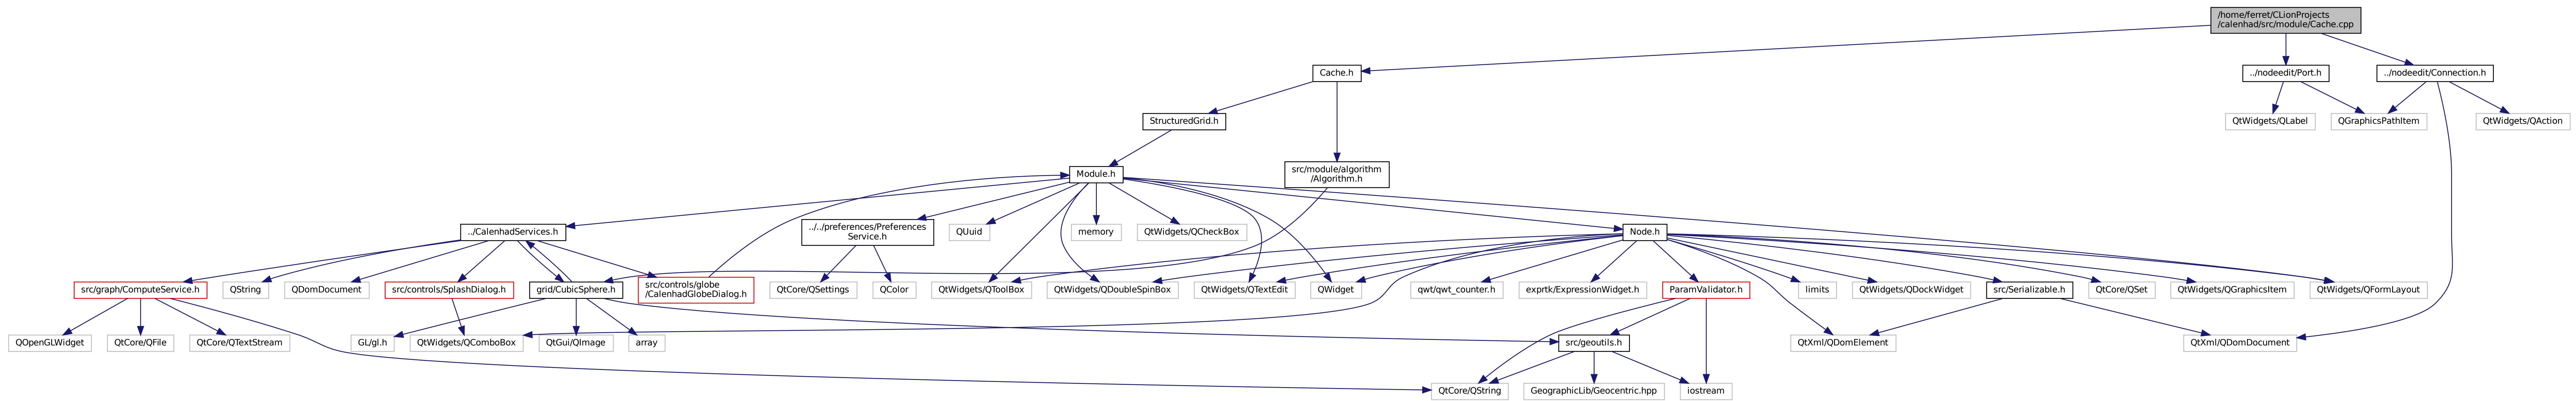 /home/ferret/CLionProjects
/calenhad/src/module/Cache.cpp
Cache.h
../nodeedit/Port.h
../nodeedit/Connection.h
StructuredGrid.h
QtWidgets/QLabel
QGraphicsPathItem
QtWidgets/QAction
Module.h
src/module/algorithm
/Algorithm.h
../CalenhadServices.h
../../preferences/Preferences
Service.h
QUuid
memory
QtWidgets/QCheckBox
Node.h
src/graph/ComputeService.h
QString
QDomDocument
src/controls/SplashDialog.h
grid/CubicSphere.h
src/controls/globe
/CalenhadGlobeDialog.h
QtCore/QSettings
QColor
QtWidgets/QToolBox
QtWidgets/QDoubleSpinBox
QtWidgets/QTextEdit
QWidget
qwt/qwt_counter.h
exprtk/ExpressionWidget.h
ParamValidator.h
limits
QtWidgets/QDockWidget
src/Serializable.h
QtCore/QSet
QtWidgets/QGraphicsItem
QtWidgets/QFormLayout
QOpenGLWidget
QtCore/QFile
QtCore/QTextStream
GL/gl.h
QtWidgets/QComboBox
QtGui/QImage
array
src/geoutils.h
QtXml/QDomElement
QtXml/QDomDocument
QtCore/QString
GeographicLib/Geocentric.hpp
iostream